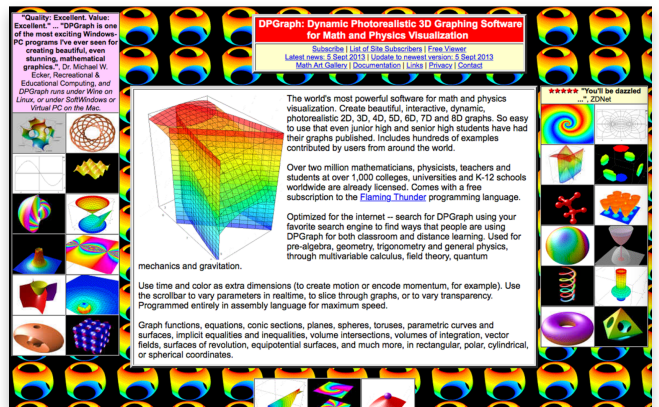 "Quality: Excellent. Value:
Excellent." ... "DPGraph is one
of the most exciting Windows-
PC programs I've ever seen for
creating beautiful, even
stunning, mathematical
graphics.", Dr. Michael W.
Ecker, Recreational &
Educational Computing, and
DPGraph runs under Wine on
Linux, or under SoftWindows or
Virtual PC on the Mac.
DPGraph: Dynamic Photorealistic 3D Graphing Software
for Math and Physics Visualization
Subscribe | List of Site Subscribers | Free Viewer
Latest news: 5 Sept 2013 | Update to newest version: 5 Sept 2013
Math Art Gallery | Documentation | Links | Privacy | Contact
The world's most powerful software for math and physics
visualization. Create beautiful, interactive, dynamic,
photorealistic 2D, 3D, 4D, 5D, 6D, 7D and 8D graphs. So easy
to use that even junior high and senior high students have had
their graphs published. Includes hundreds of examples
contributed by users from around the world.
Over two million mathematicians, physicists, teachers and
students at over 1,000 colleges, universities and K-12 schools
worldwide are already licensed. Comes with a free
subscription to the Flaming Thunder programming language.
Optimized for the internet -- search for DPGraph using your
favorite search engine to find ways that people are using
DPGraph for both classroom and distance learning. Used for
pre-algebra, geometry, trigonometry and general physics,
through multivariable calculus, field theory, quantum
mechanics and gravitation.
Use time and color as extra dimensions (to create motion or encode momentum, for example). Use
the scrollbar to vary parameters in realtime, to slice through graphs, or to vary transparency.
Programmed entirely in assembly language for maximum speed.
Graph functions, equations, conic sections, planes, spheres, toruses, parametric curves and
surfaces, implicit equalities and inequalities, volume intersections, volumes of integration, vector
fields, surfaces of revolution, equipotential surfaces, and much more, in rectangular, polar, cylindrical,
or spherical coordinates.
★★★★★ "You'll be dazzled
...", ZDNet